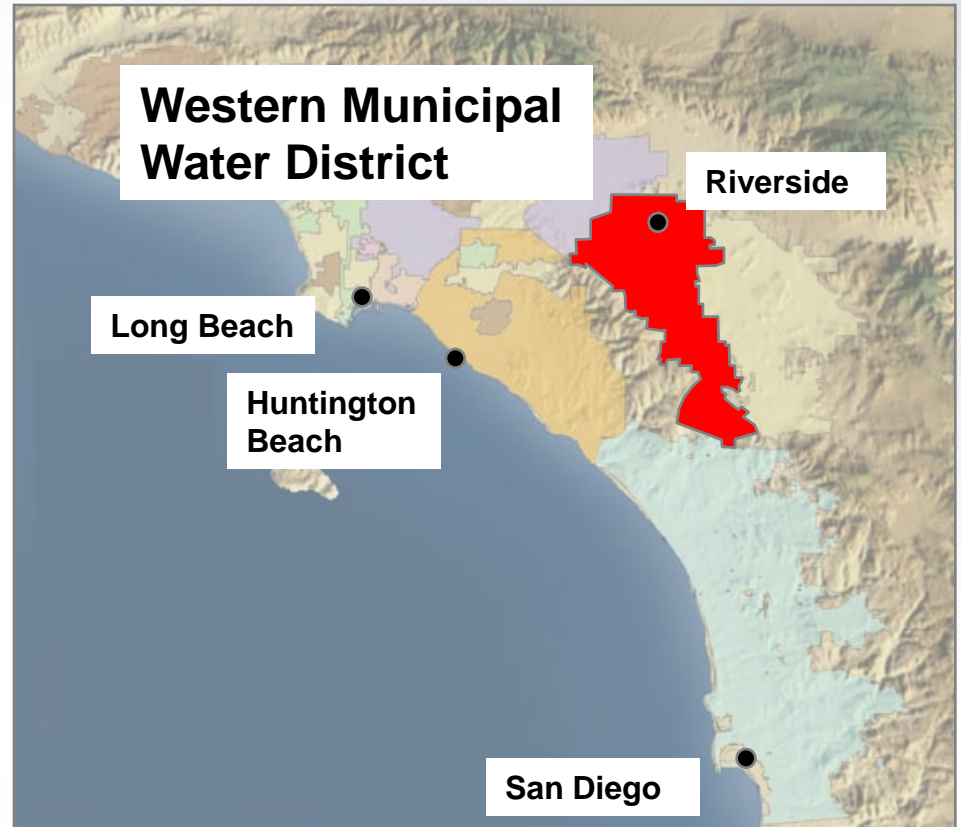 Western Municipal
Water District
Riverside
Long Beach
Huntington
Beach
San Diego